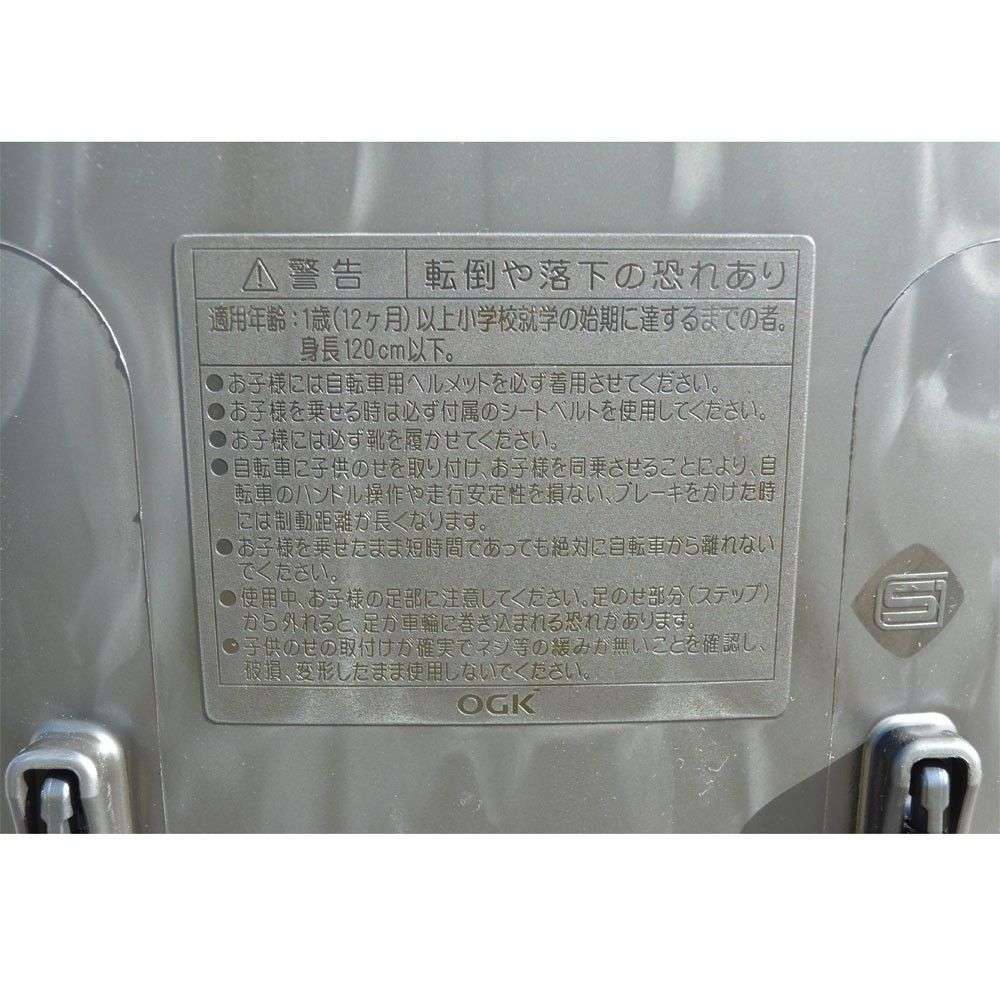 ⚠警告 転倒や落下の恐れあり
適用年齢:1歳(12ヶ月)以上小学校就学の始期に達するまでの者。
身長120cm以下。
●お子様には自転車用ヘルメットを必ず着用させてください。
●お子様を乗せる時は必ず付属のシートベルトを使用してください。
●お子様には必ず靴を履かせてください。
●自転車に子供のせを取り付け、お子様を同乗させることにより、自
転車のハンドル操作や走行安定性を損ない、ブレーキをかけた時
には制動距離が長くなります。
●お子様を乗せたまま短時間であっても絶対に自転車から離れない
でください。
●使用中、お子様の足部に注意してください。足のせ部分(ステップ)
から外れると、足が車輪に巻き込まれる恐れがあります。
●子供のせの取付けが確実でネジ等の緩みが無いことを確認し、
破損、変形したまま使用しないでください。
OGK